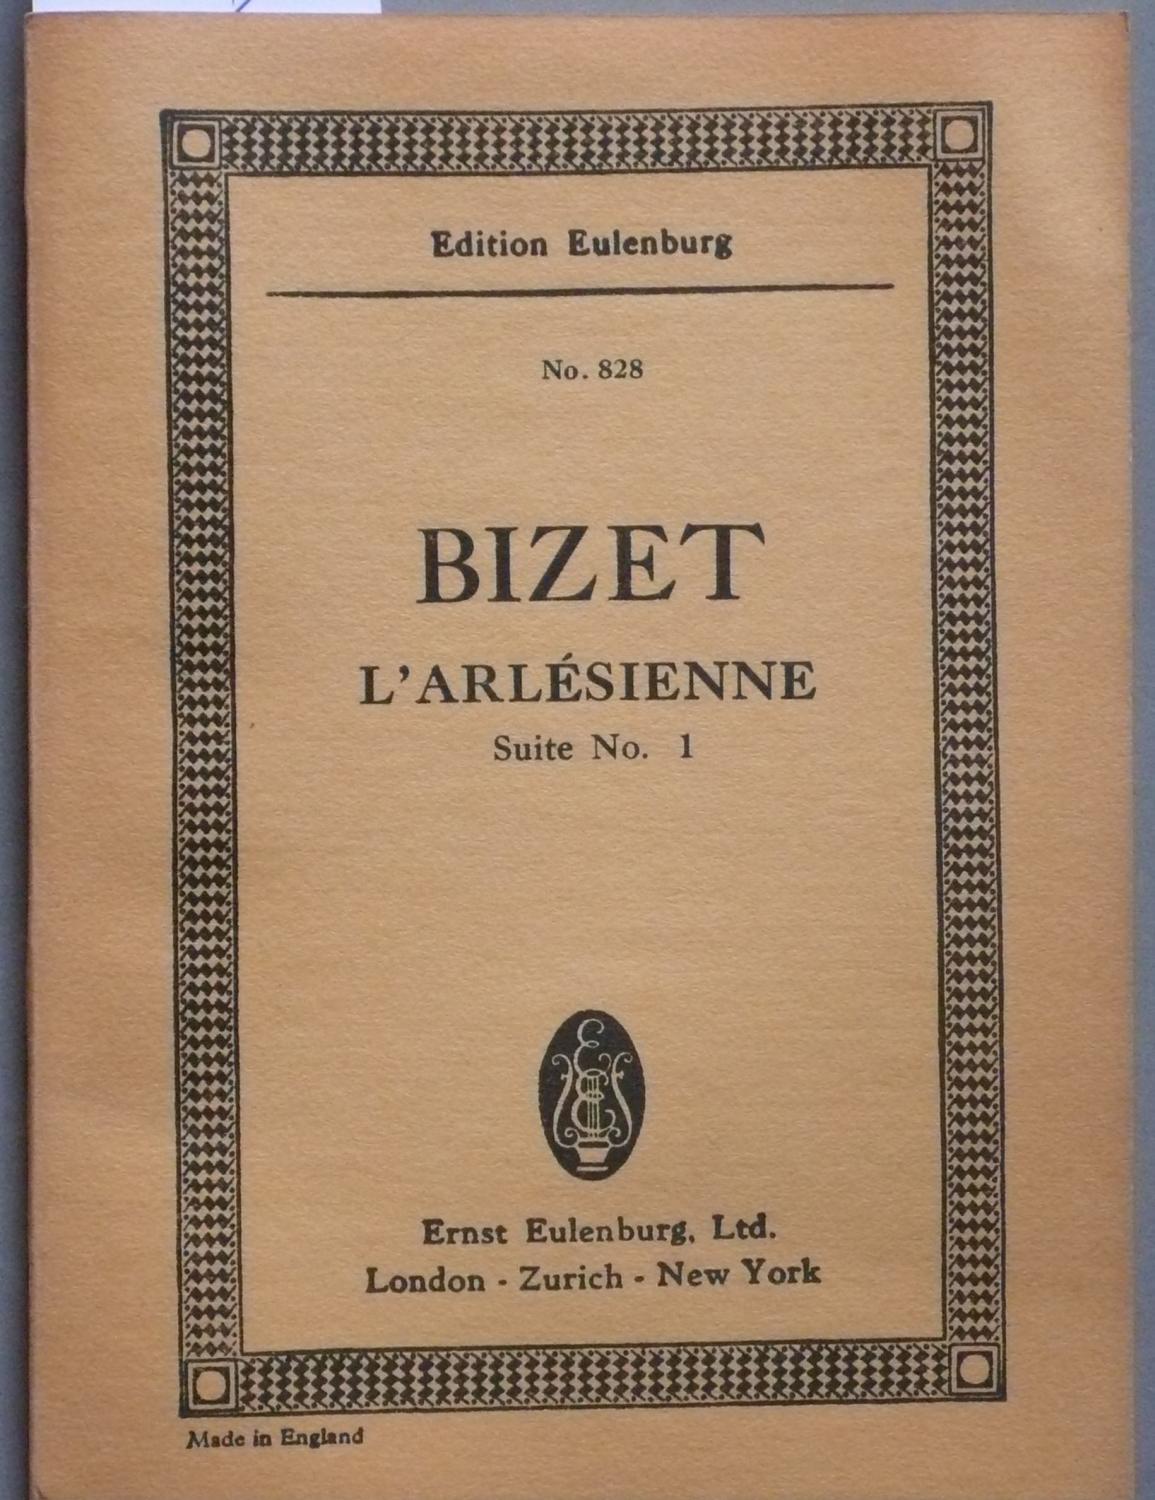 Edition Eulenburg
No. 828
BIZET
L'ARLÉSIENNE
Suite No. 1
Ernst Eulenburg, Ltd.
London - Zurich - New York
Made in England